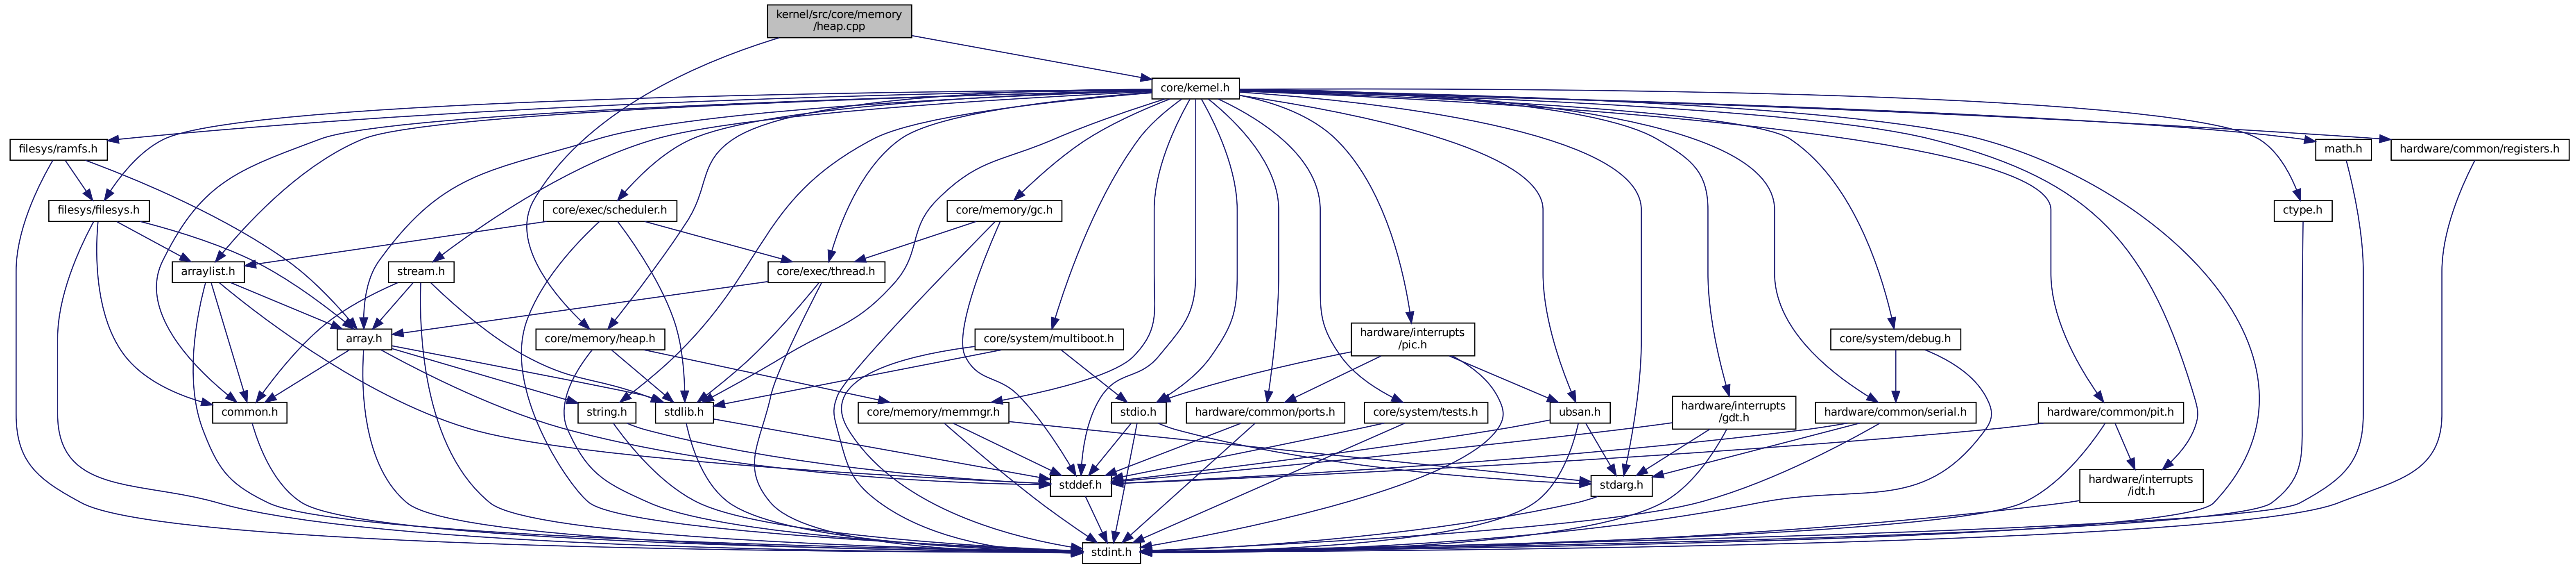 kernel/src/core/memory
/heap.cpp
core/kernel.h
filesys/ramfs.h
math.h
hardware/common/registers.h
filesys/filesys.h
core/exec/scheduler.h
core/memory/gc.h
ctype.h
arraylist.h
stream.h
core/exec/thread.h
array.h
core/memory/heap.h
core/system/multiboot.h
hardware/interrupts
/pic.h
core/system/debug.h
common.h
string.h
stdlib.h
core/memory/memmgr.h
stdio.h
hardware/common/ports.h
core/system/tests.h
ubsan.h
hardware/interrupts
/gdt.h
hardware/common/serial.h
hardware/common/pit.h
stddef.h
stdarg.h
hardware/interrupts
/idt.h
stdint.h